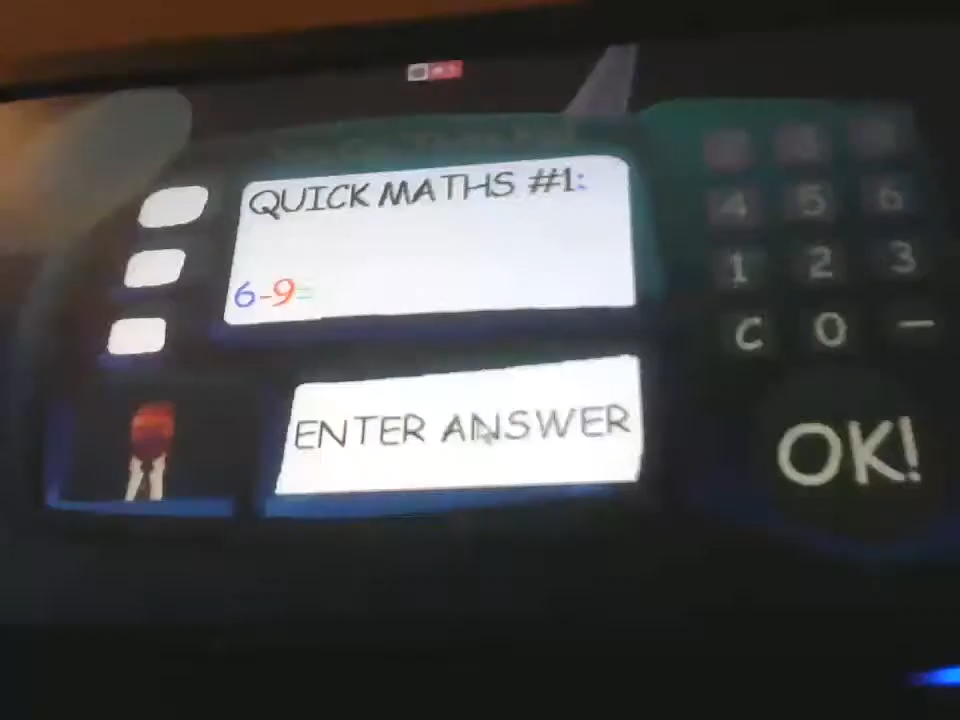 QUICK MATHS #1:
6-9=
ENTER ANSWER
4 5 6
1 2 3
C 0 —
OK!